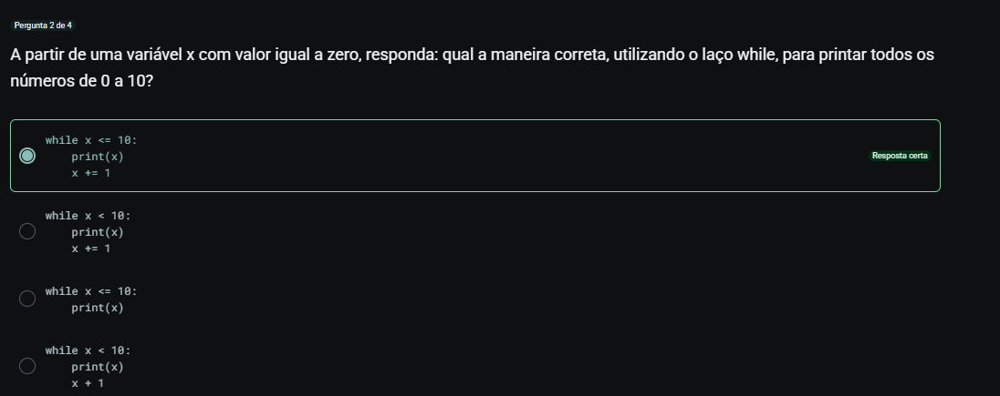 Pergunta 2 de 4
A partir de uma variável x com valor igual a zero, responda: qual a maneira correta, utilizando o laço while, para printar todos os
números de 0 a 10?
while x <= 10:
    print(x)
    x += 1
Resposta certa
while x < 10:
    print(x)
    x += 1
while x <= 10:
    print(x)
while x < 10:
    print(x)
    x + 1